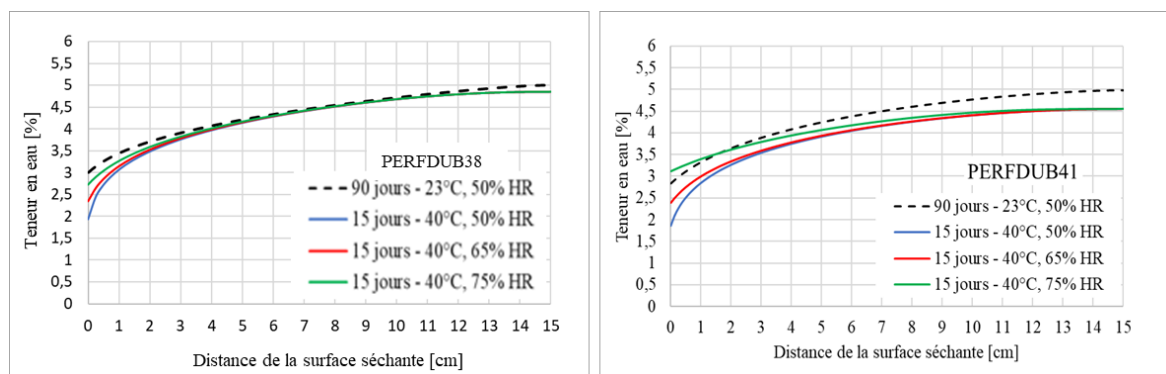 6
5,5
5
4,5
4
3,5
3
2,5
2
1,5
1
0,5
0
Teneur en eau [%]
PERFDUB38
90 jours - 23°C, 50% HR
15 jours - 40°C, 50% HR
15 jours - 40°C, 65% HR
15 jours - 40°C, 75% HR
0 1 2 3 4 5 6 7 8 9 10 11 12 13 14 15
Distance de la surface séchante [cm]
6
5,5
5
4,5
4
3,5
3
2,5
2
1,5
1
0,5
0
Teneur en eau [%]
PERFDUB41
90 jours - 23°C, 50% HR
15 jours - 40°C, 50% HR
15 jours - 40°C, 65% HR
15 jours - 40°C, 75% HR
0 1 2 3 4 5 6 7 8 9 10 11 12 13 14 15
Distance de la surface séchante [cm]